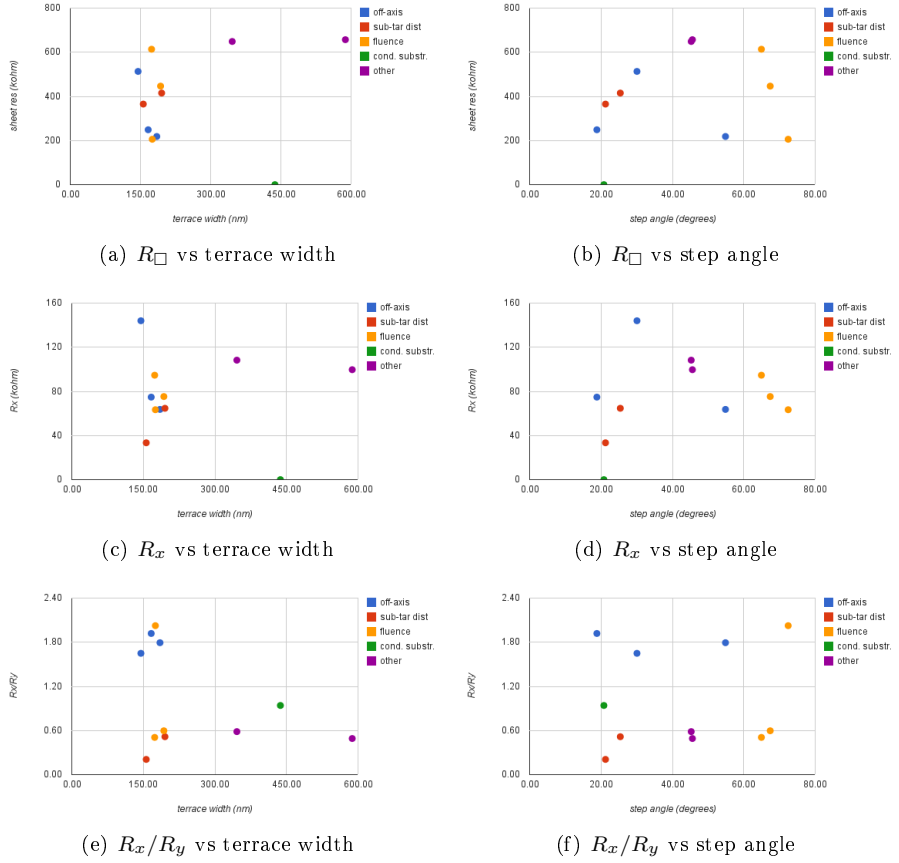 800
600
400
200
0
sheet res (kohm)
0.00 150.00 300.00 450.00 600.00
terrace width (nm)
off-axis
sub-tar dist
fluence
cond. substr.
other
(a) R□ vs terrace width
800
600
400
200
0
sheet res (kohm)
0.00 20.00 40.00 60.00 80.00
step angle (degrees)
off-axis
sub-tar dist
fluence
cond. substr.
other
(b) R□ vs step angle
160
120
80
40
0
Rx (kohm)
0.00 150.00 300.00 450.00 600.00
terrace width (nm)
off-axis
sub-tar dist
fluence
cond. substr.
other
(c) Rx vs terrace width
160
120
80
40
0
Rx (kohm)
0.00 20.00 40.00 60.00 80.00
step angle (degrees)
off-axis
sub-tar dist
fluence
cond. substr.
other
(d) Rx vs step angle
2.40
1.80
1.20
0.60
0.00
Rx/Ry
0.00 150.00 300.00 450.00 600.00
terrace width (nm)
off-axis
sub-tar dist
fluence
cond. substr.
other
(e) Rx/Ry vs terrace width
2.40
1.80
1.20
0.60
0.00
Rx/Ry
0.00 20.00 40.00 60.00 80.00
step angle (degrees)
off-axis
sub-tar dist
fluence
cond. substr.
other
(f) Rx/Ry vs step angle